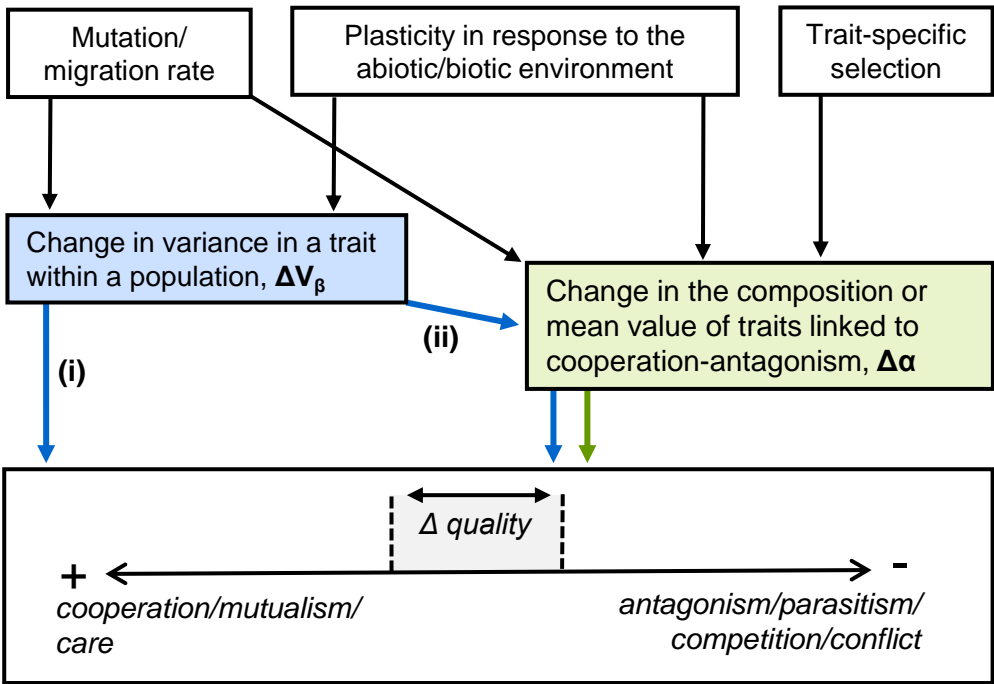 Mutation/
migration rate
Plasticity in response to the
abiotic/biotic environment
Trait-specific
selection
Change in variance in a trait
within a population, ΔVβ
Change in the composition or
mean value of traits linked to
cooperation-antagonism, Δα
(i)
(ii)
Δ quality
+
-
cooperation/mutualism/
care
antagonism/parasitism/
competition/conflict